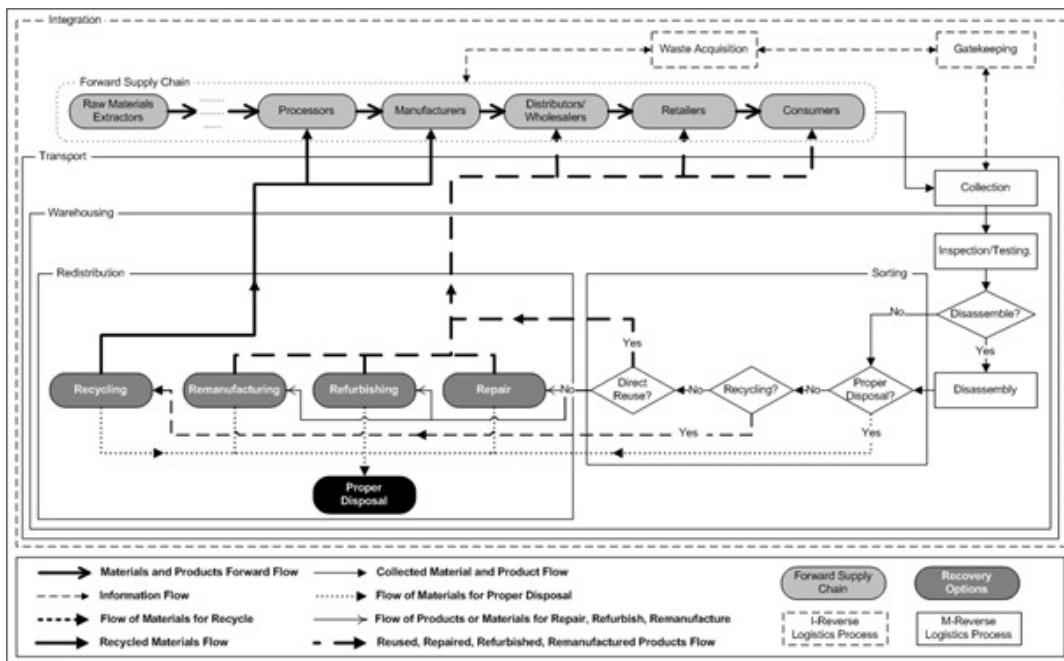 Integration
Waste Acquisition
Gatekeeping
Forward Supply Chain
Raw Materials
Extractors
Processors
Manufacturers
Distributors/
Wholesalers
Retailers
Consumers
Transport
Collection
Warehousing
Inspection/Testing.
Redistribution
Sorting
Disassemble?
No
Yes
Yes
Recycling
Remanufacturing
Refurbishing
Repair
No
Direct
Reuse?
No
Recycling?
No
Proper
Disposal?
Disassembly
Yes
Yes
Proper
Disposal
Materials and Products Forward Flow
Collected Material and Product Flow
Forward Supply
Chain
Recovery
Options
Information Flow
Flow of Materials for Proper Disposal
Flow of Materials for Recycle
Flow of Products or Materials for Repair, Refurbish, Remanufacture
I-Reverse
Logistics Process
M-Reverse
Logistics Process
Recycled Materials Flow
Reused, Repaired, Refurbished, Remanufactured Products Flow